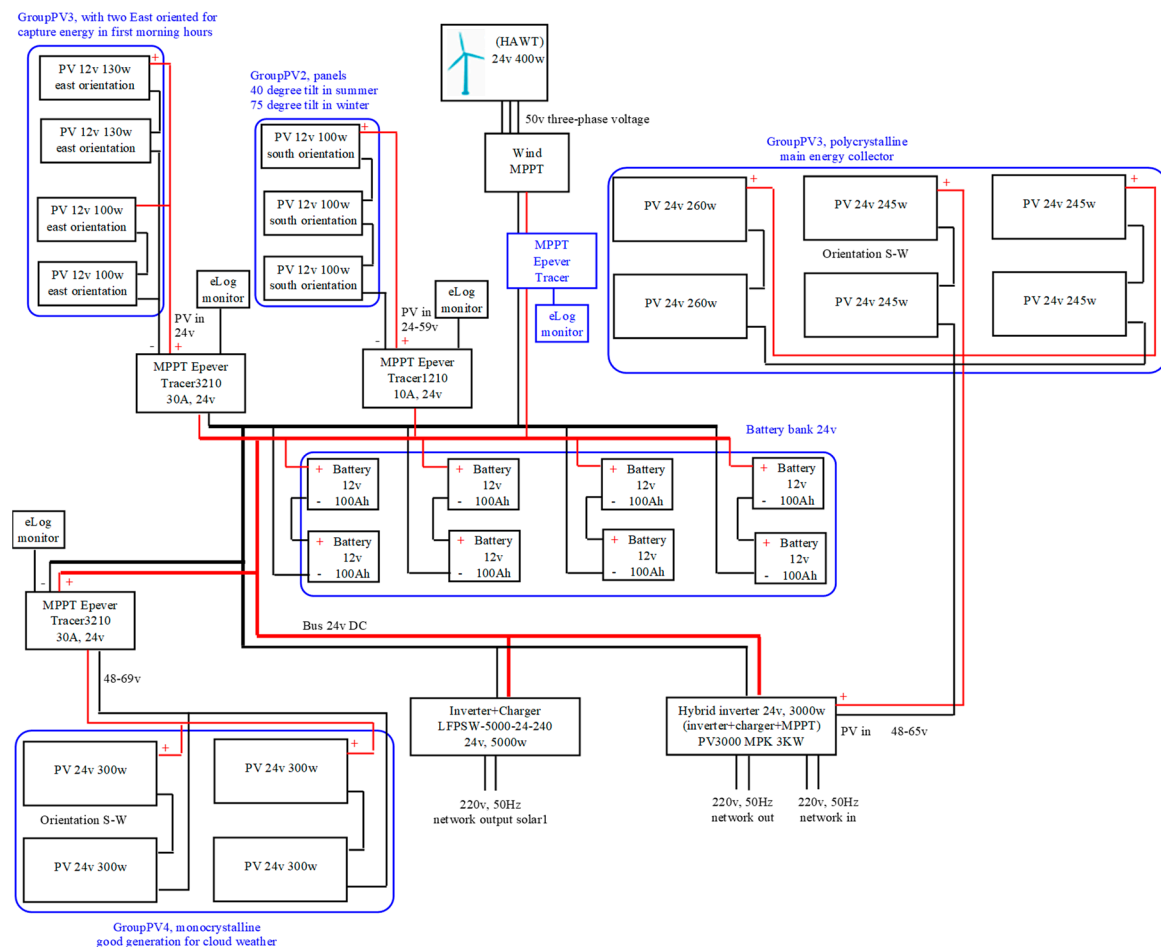 GroupPV3, with two East oriented for
capture energy in first morning hours
+
PV 12v 130w
east orientation
PV 12v 130w
east orientation
PV 12v 100w
east orientation
PV 12v 100w
east orientation
PV in
24v
-
+
eLog
monitor
MPPT Epever
Tracer3210
30A, 24v
GroupPV2, panels
40 degree tilt in summer
75 degree tilt in winter
+
PV 12v 100w
south orientation
PV 12v 100w
south orientation
PV 12v 100w
south orientation
PV in
24-59v
-
+
eLog
monitor
MPPT Epever
Tracer1210
10A, 24v
(HAWT)
24v 400w
50v three-phase voltage
Wind
MPPT
MPPT
Epever
Tracer
eLog
monitor
GroupPV3, polycrystalline
main energy collector
+
+
+
PV 24v 260w
PV 24v 245w
PV 24v 245w
Orientation S-W
PV 24v 260w
PV 24v 245w
PV 24v 245w
Battery bank 24v
+ Battery
12v
- 100Ah
+ Battery
12v
- 100Ah
+ Battery
12v
- 100Ah
+ Battery
12v
- 100Ah
+ Battery
12v
- 100Ah
+ Battery
12v
- 100Ah
+ Battery
12v
- 100Ah
+ Battery
12v
- 100Ah
eLog
monitor
-
+
MPPT Epever
Tracer3210
30A, 24v
48-69v
Bus 24v DC
Inverter+Charger
LFPSW-5000-24-240
24v, 5000w
220v, 50Hz
network output solar1
Hybrid inverter 24v, 3000w
(inverter+charger+MPPT)
PV3000 MPK 3KW
+
PV in 48-65v
220v, 50Hz
network out
220v, 50Hz
network in
+
+
PV 24v 300w
PV 24v 300w
Orientation S-W
PV 24v 300w
PV 24v 300w
GroupPV4, monocrystalline
good generation for cloud weather